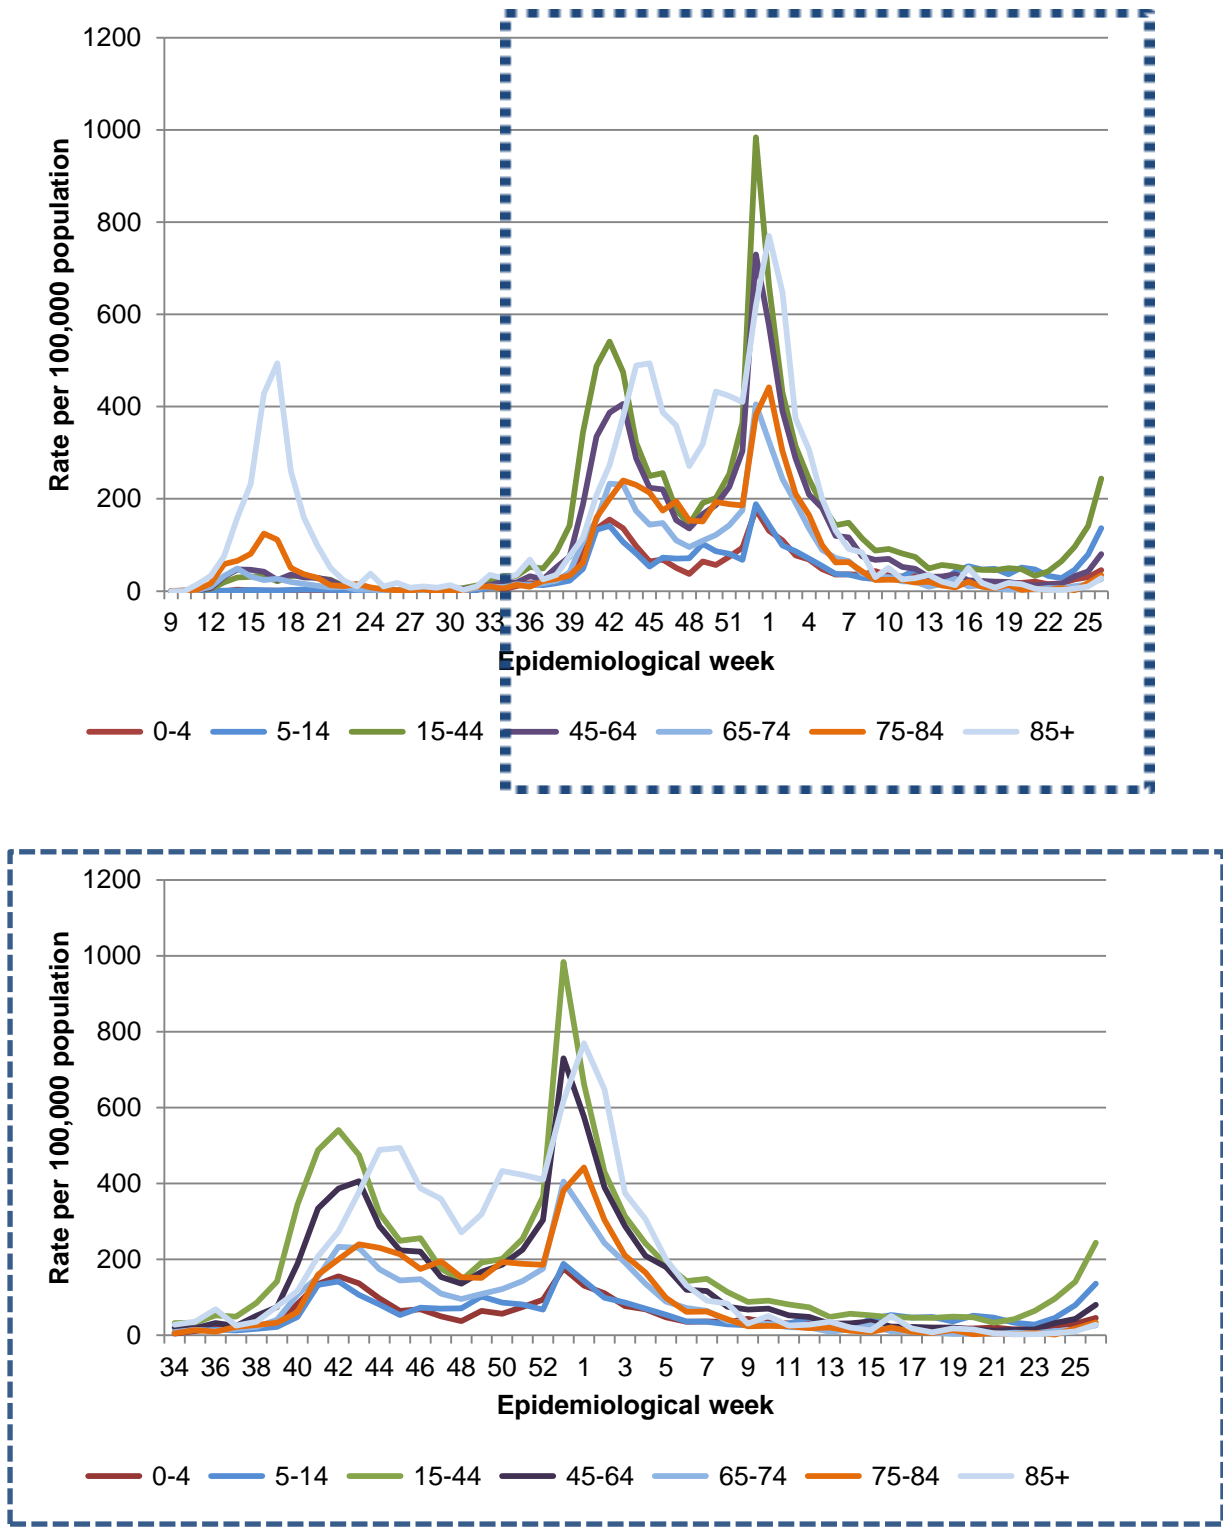 1200
1000
800
600
400
200
0
Rate per 100,000 population
9 12 15 18 21 24 27 30 33 36 39 42 45 48 51 1 4 7 10 13 16 19 22 25
Epidemiological week
0-4 5-14 15-44 45-64 65-74 75-84 85+
1200
1000
800
600
400
200
0
Rate per 100,000 population
34 36 38 40 42 44 46 48 50 52 1 3 5 7 9 11 13 15 17 19 21 23 25
Epidemiological week
0-4 5-14 15-44 45-64 65-74 75-84 85+